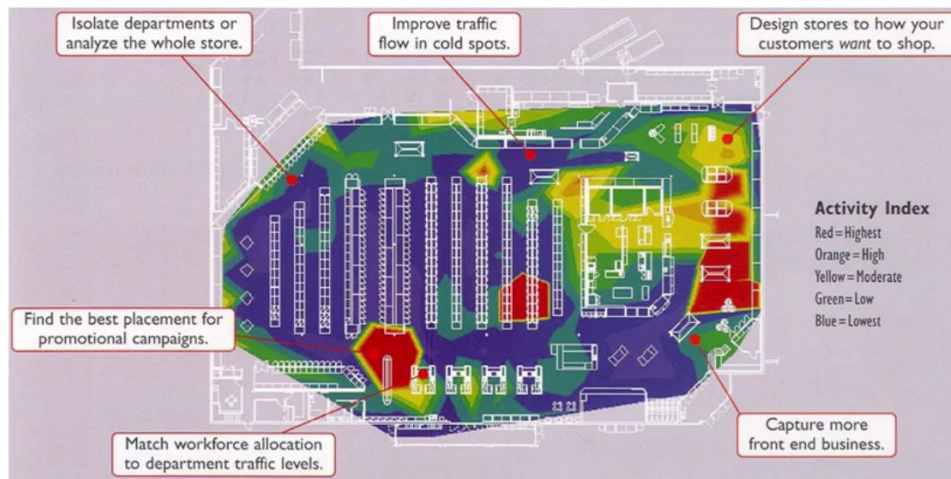 Isolate departments or
analyze the whole store.
Improve traffic
flow in cold spots.
Design stores to how your
customers want to shop.
Activity Index
Red=Highest
Orange=High
Yellow=Moderate
Green=Low
Blue=Lowest
Find the best placement for
promotional campaigns.
Match workforce allocation
to department traffic levels.
Capture more
front end business.